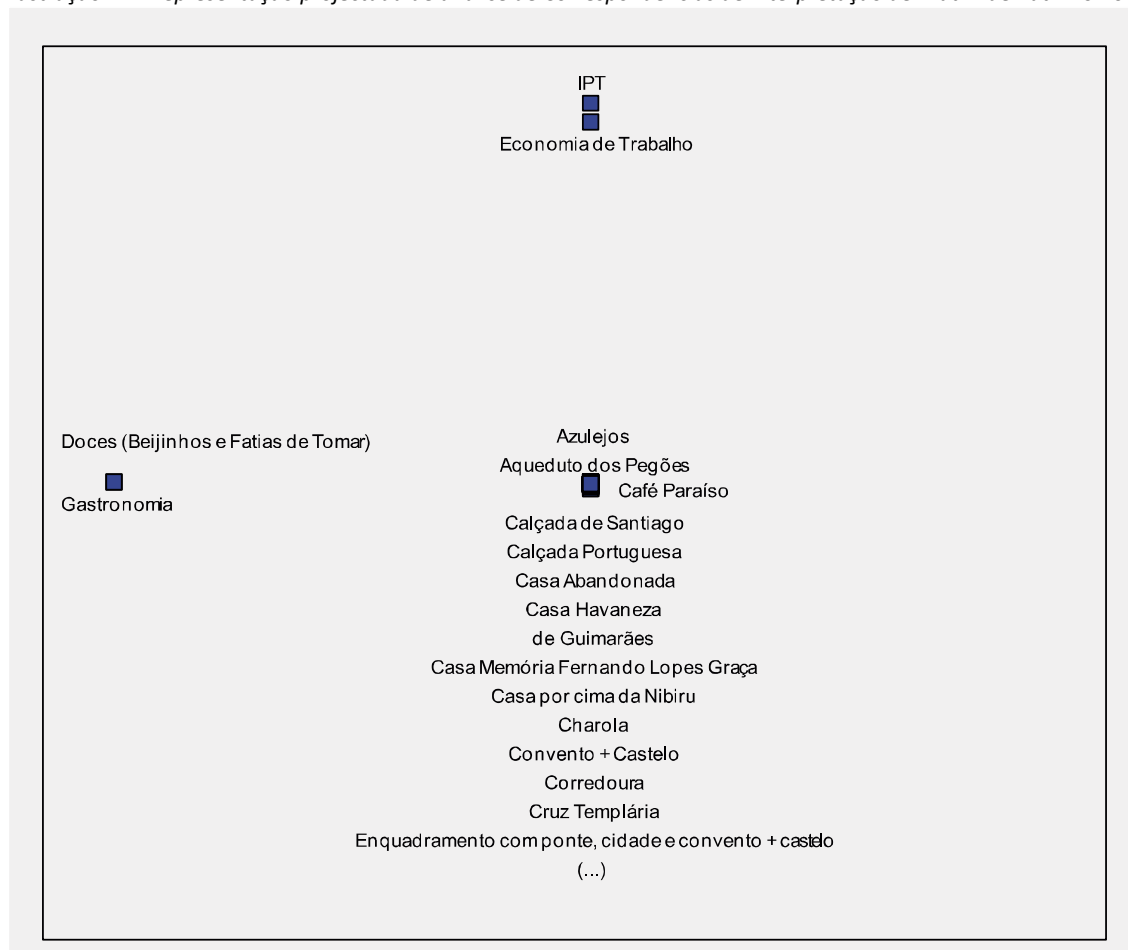 IPT
Economia de Trabalho
Doces (Beijinhos e Fatias de Tomar)
Gastronomia
Azulejos
Aqueduto dos Pegões
Café Paraíso
Calçada de Santiago
Calçada Portuguesa
Casa Abandonada
Casa Havaneza
de Guimarães
Casa Memória Fernando Lopes Graça
Casa por cima da Nibiru
Charola
Convento + Castelo
Corredoura
Cruz Templária
Enquadramento com ponte, cidade e convento + castelo
(...)